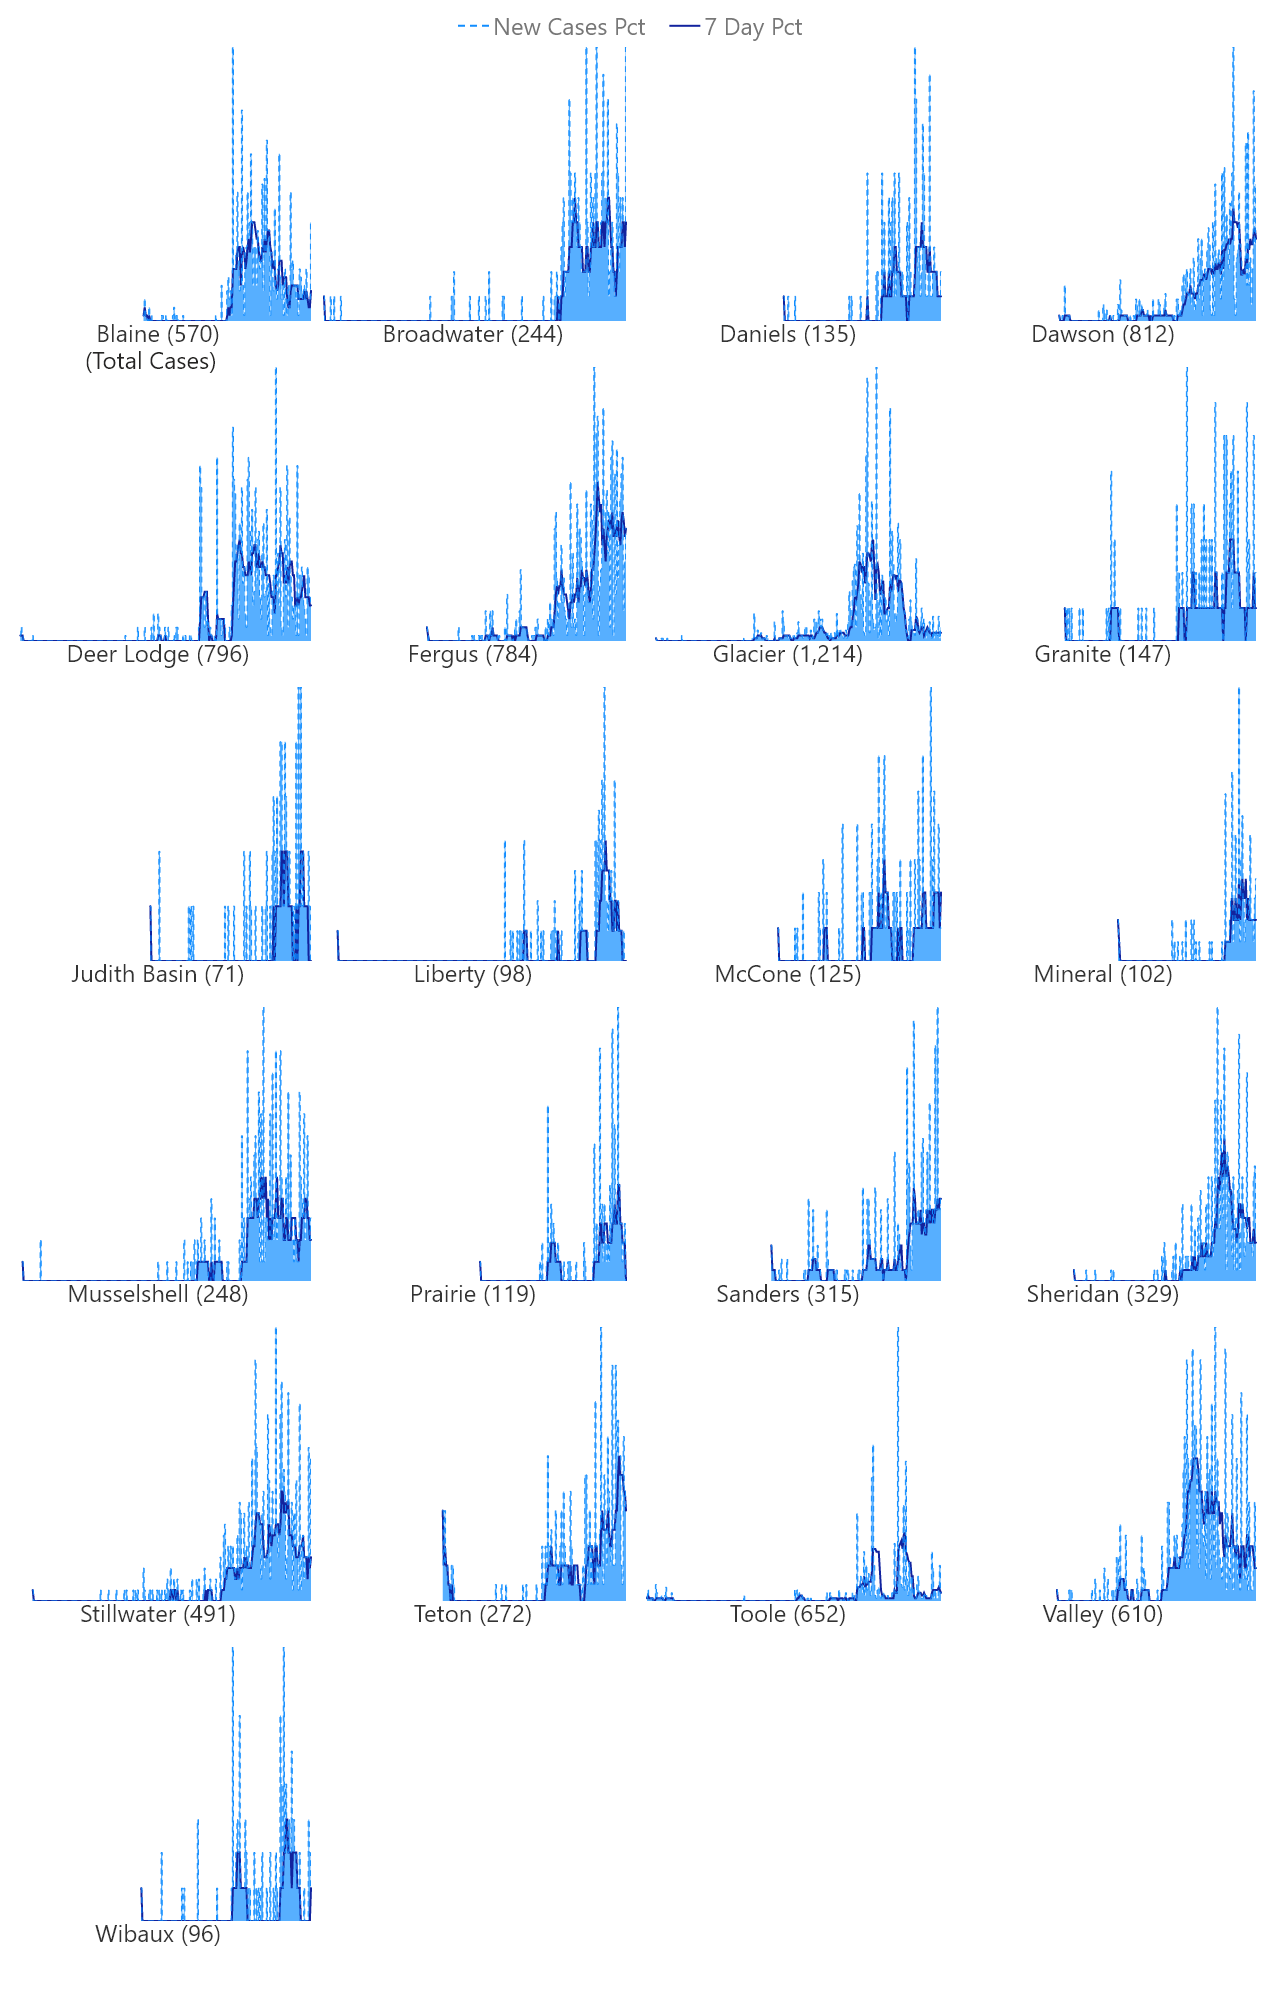 New Cases Pct 7 Day Pct
Blaine (570) Broadwater (244) Daniels (135) Dawson (812)
(Total Cases)
Deer Lodge (796) Fergus (784) Glacier (1,214) Granite (147)
Judith Basin (71) Liberty (98) McCone (125) Mineral (102)
Musselshell (248) Prairie (119) Sanders (315) Sheridan (329)
Stillwater (491) Teton (272) Toole (652) Valley (610)
Wibaux (96)